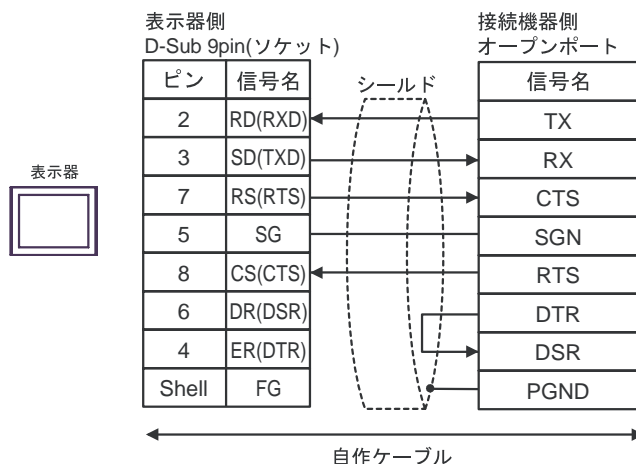 表示器側
D-Sub 9pin(ソケット)
接続機器側
オープンポート
ピン 信号名 シールド 信号名
2 RD(RXD) TX
3 SD(TXD) RX
表示器
7 RS(RTS) CTS
5 SG SGN
8 CS(CTS) RTS
6 DR(DSR) DTR
4 ER(DTR) DSR
Shell FG PGND
自作ケーブル